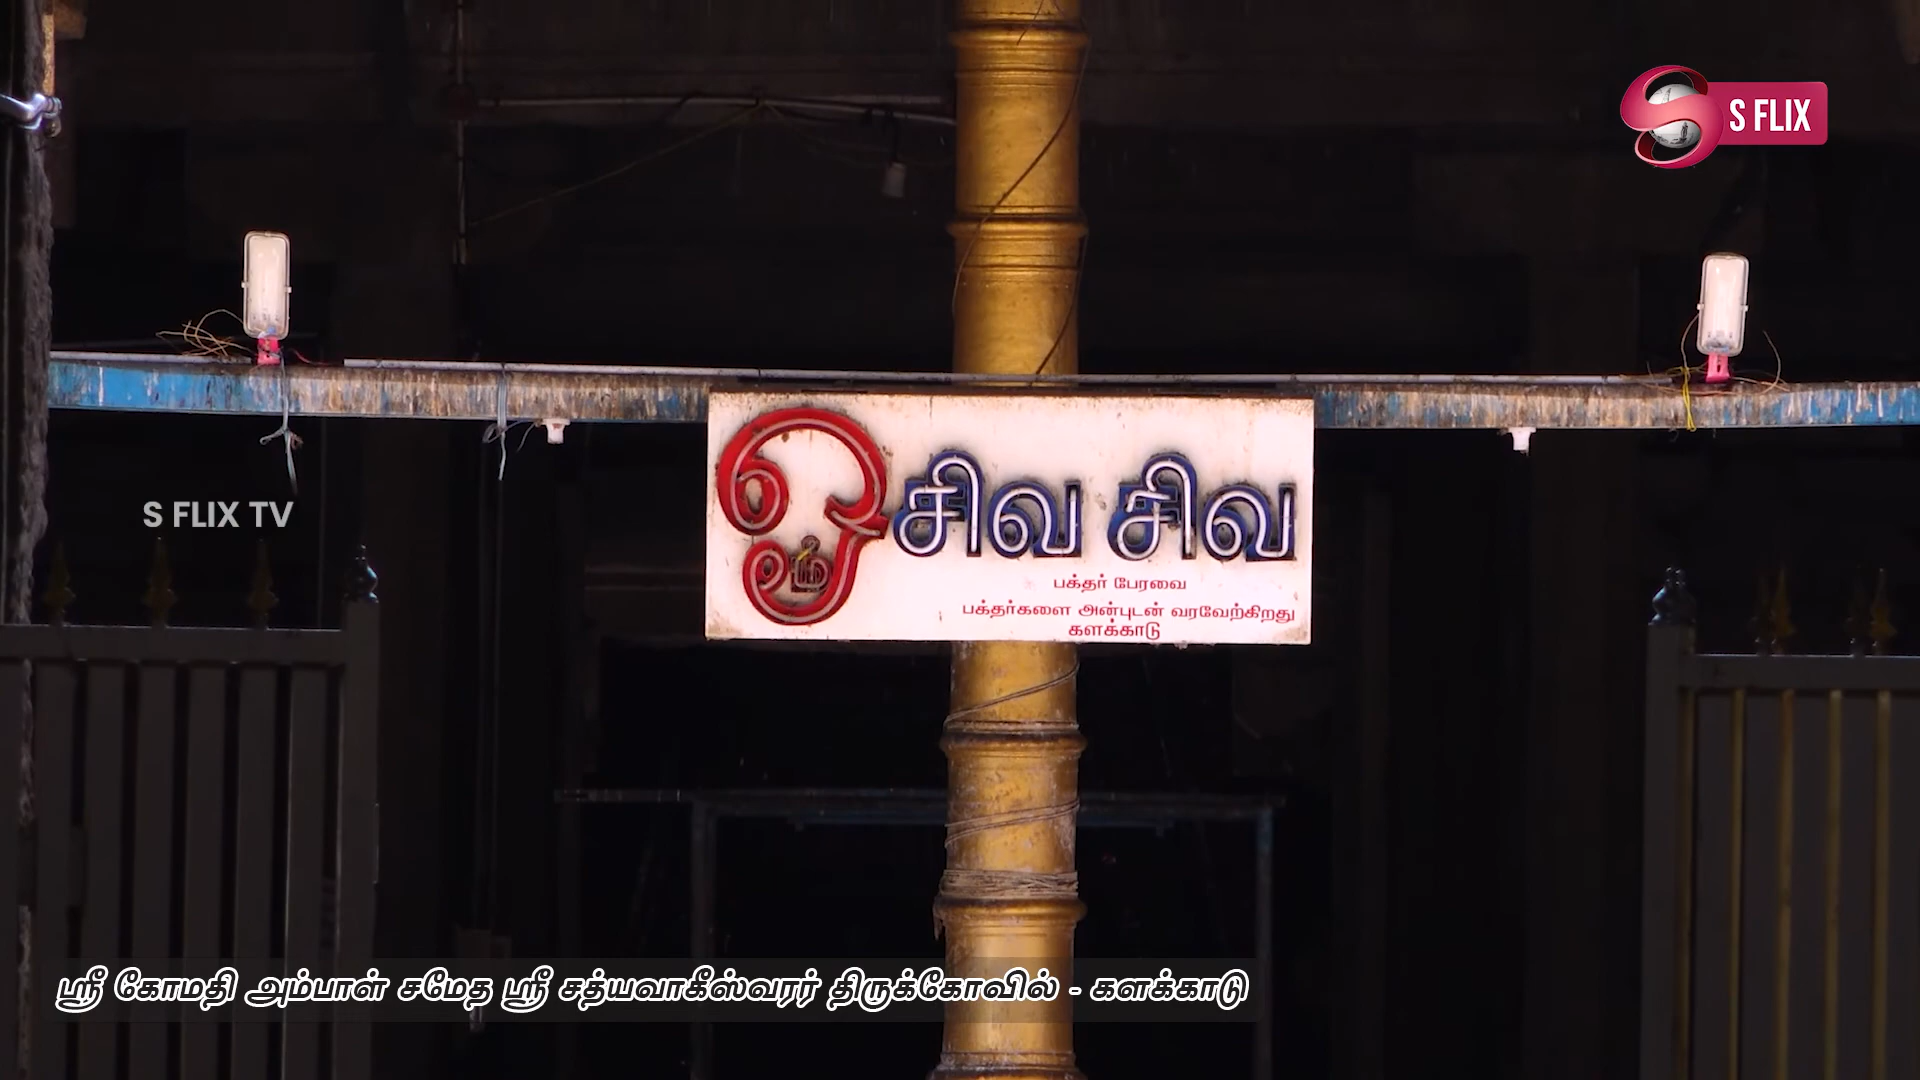 S FLIX
ஓம் சிவ சிவ
S FLIX TV
பக்தர் பேரவை
பக்தர்களை அன்புடன் வரவேற்கிறது
களக்காடு
ஸ்ரீ கோமதி அம்பாள் சமேத ஸ்ரீ சத்யவாகீஸ்வரர் திருக்கோவில் - களக்காடு